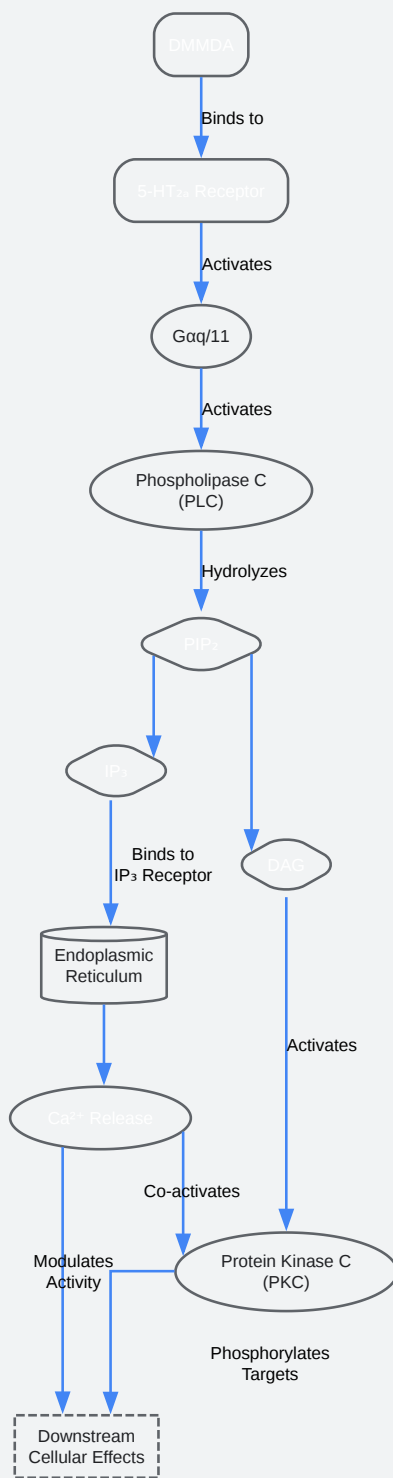 DMMDA
Binds to
5-HT₂ₐ Receptor
Activates
Gαq/11
Activates
Phospholipase C
(PLC)
Hydrolyzes
PIP₂
IP₃
Binds to
IP₃ Receptor
DAG
Endoplasmic
Reticulum
Activates
Ca²⁺ Release
Co-activates
Modulates
Activity
Protein Kinase C
(PKC)
Phosphorylates
Targets
Downstream
Cellular Effects